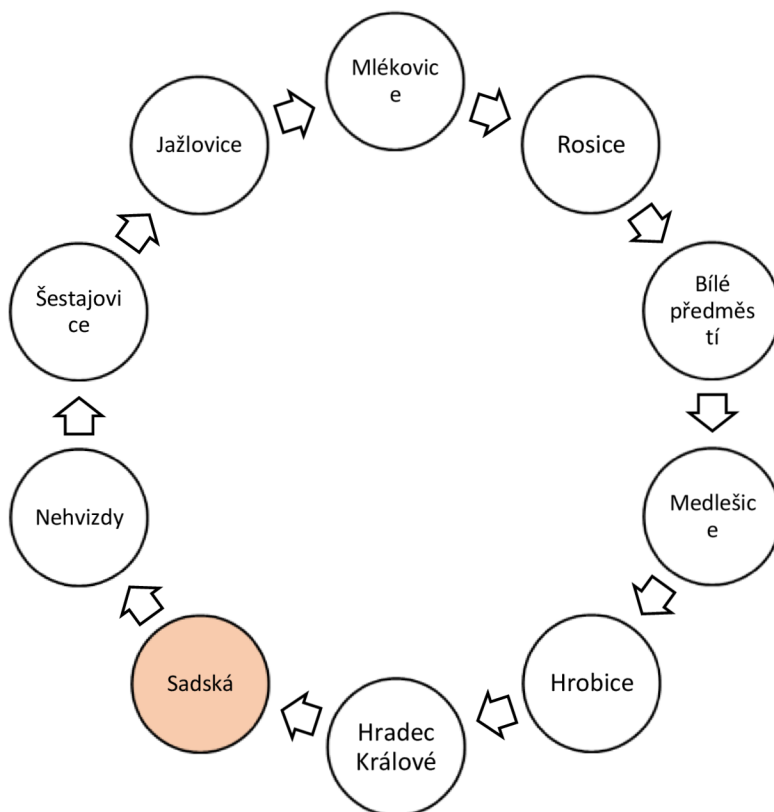 Mlékovic
e
Rosice
Bílé
předměs
tí
Medlešic
e
Hrobice
Hradec
Králové
Sadská
Nehvizdy
Šestajovi
ce
Jažlovice